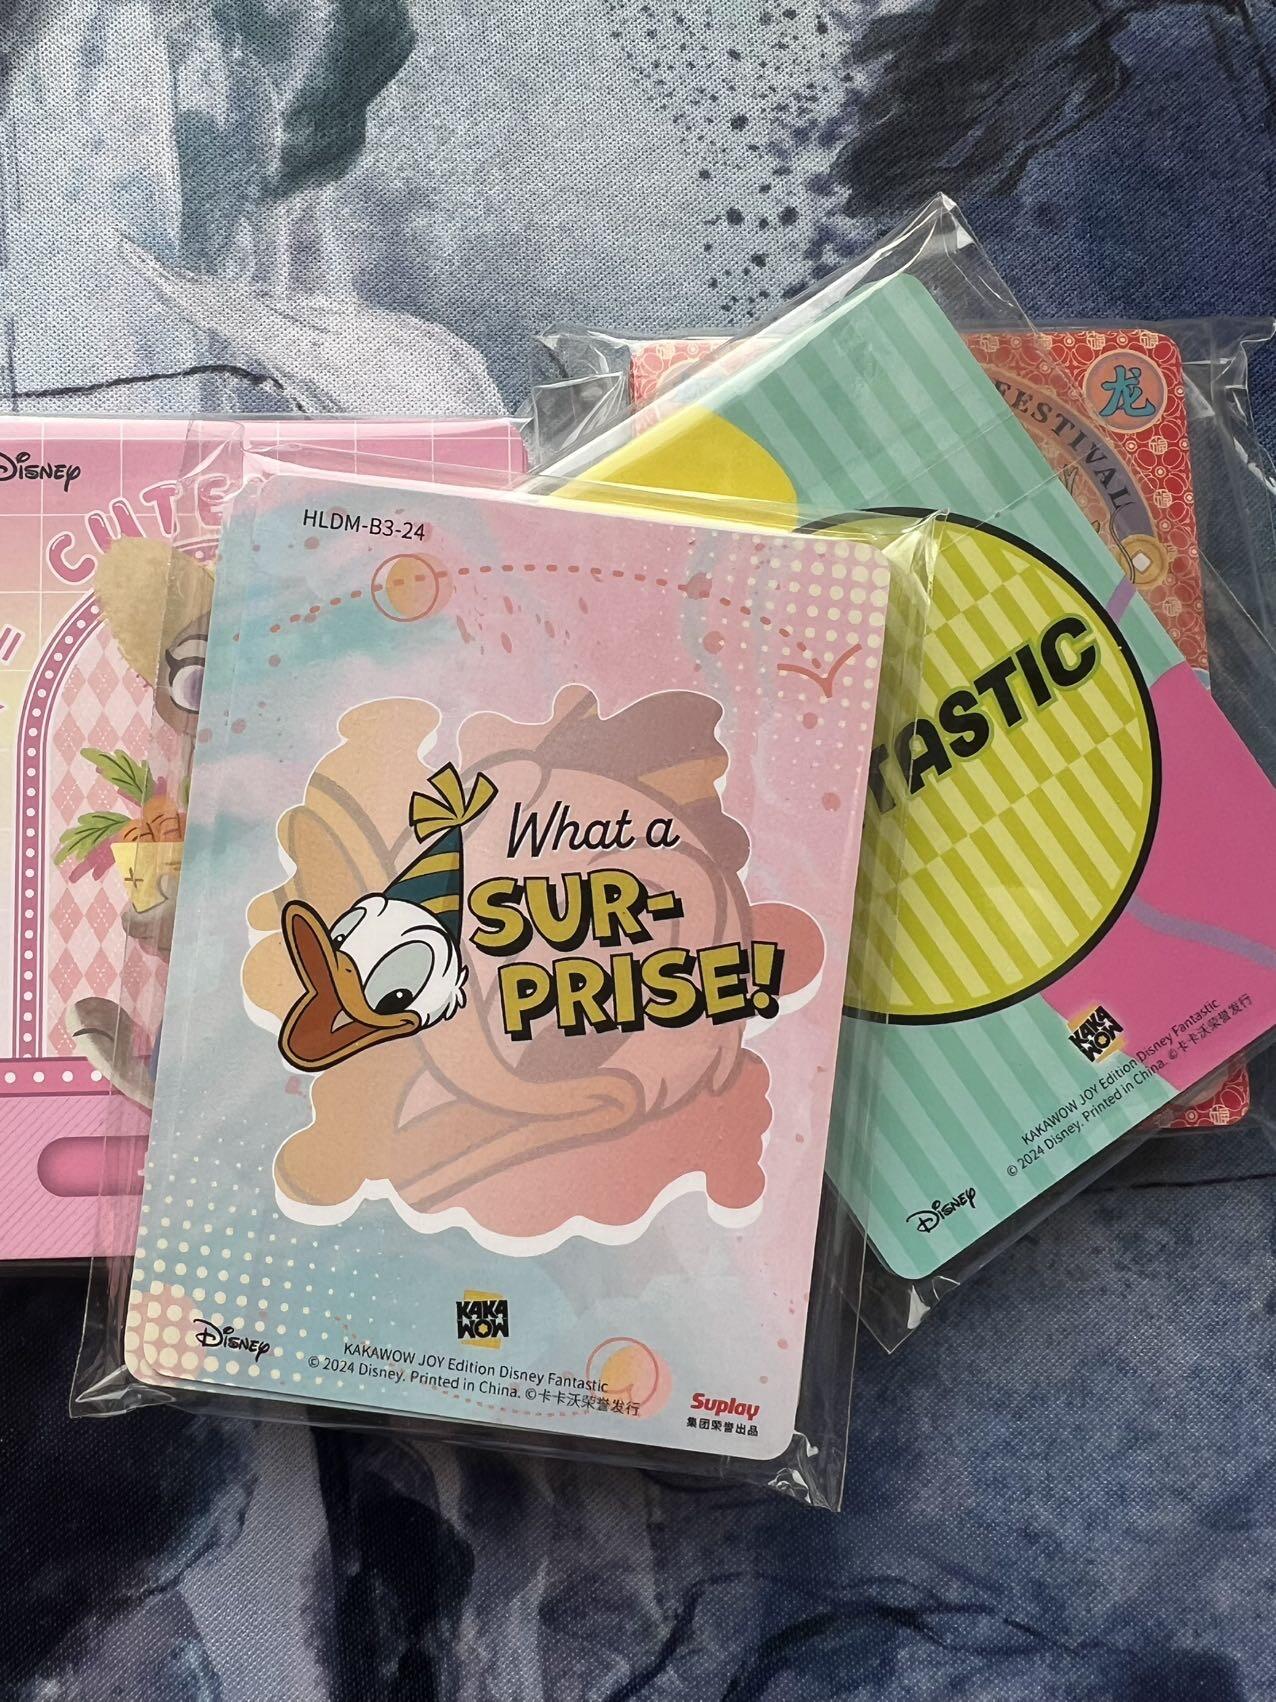 Disney
CUTE
HLDM-B3-24
What a
SUR-
PRISE!
Disney
KAKA
WOW
KAKAWOW JOY Edition Disney Fantastic
© 2024 Disney. Printed in China. ©卡卡沃荣誉发行
Suplay
集团荣誉出品
龙
FESTIVAL
TASTIC
KAKA
WOW
KAKAWOW JOY Edition Disney Fantastic
© 2024 Disney. Printed in China. ©卡卡沃荣誉发行
Disney